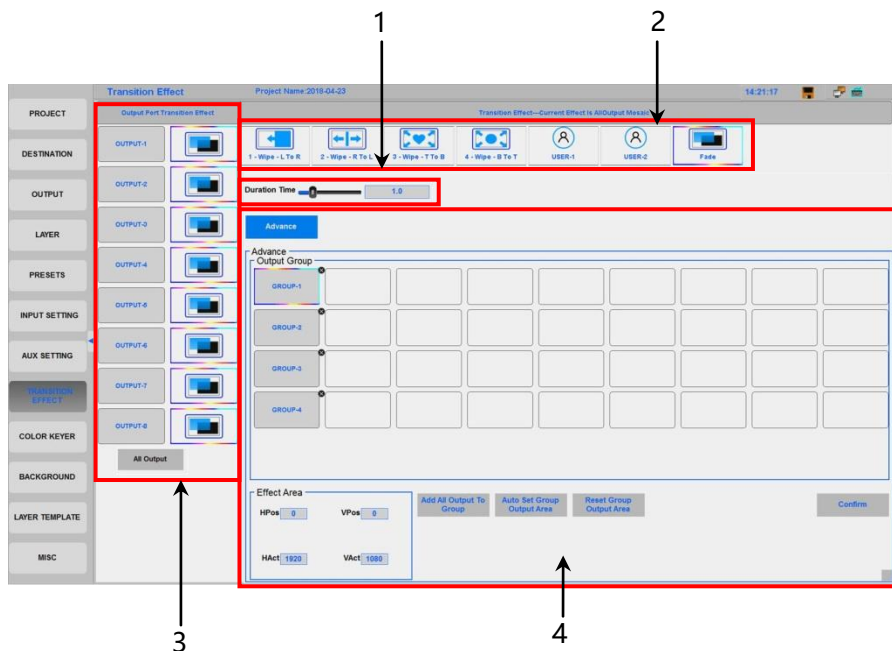 1
2
Transition Effect
Project Name:2018-04-23
14:21:17
PROJECT
DESTINATION
OUTPUT
LAYER
PRESETS
INPUT SETTING
AUX SETTING
TRANSITION
EFFECT
COLOR KEYER
BACKGROUND
LAYER TEMPLATE
MISC
Output Port Transition Effect
OUTPUT-1
OUTPUT-2
OUTPUT-3
OUTPUT-4
OUTPUT-5
OUTPUT-6
OUTPUT-7
OUTPUT-8
All Output
Transition Effect---Current Effect Is AllOutput Mosaic
1 - Wipe - L To R
2 - Wipe - R To L
3 - Wipe - T To B
4 - Wipe - B To T
USER-1
USER-2
Fade
Duration Time
1.0
Advance
Advance
Output Group
GROUP-1
GROUP-2
GROUP-3
GROUP-4
Effect Area
HPos 0
VPos 0
HAct 1920
VAct 1080
Add All Output To
Group
Auto Set Group
Output Area
Reset Group
Output Area
Confirm
3
4